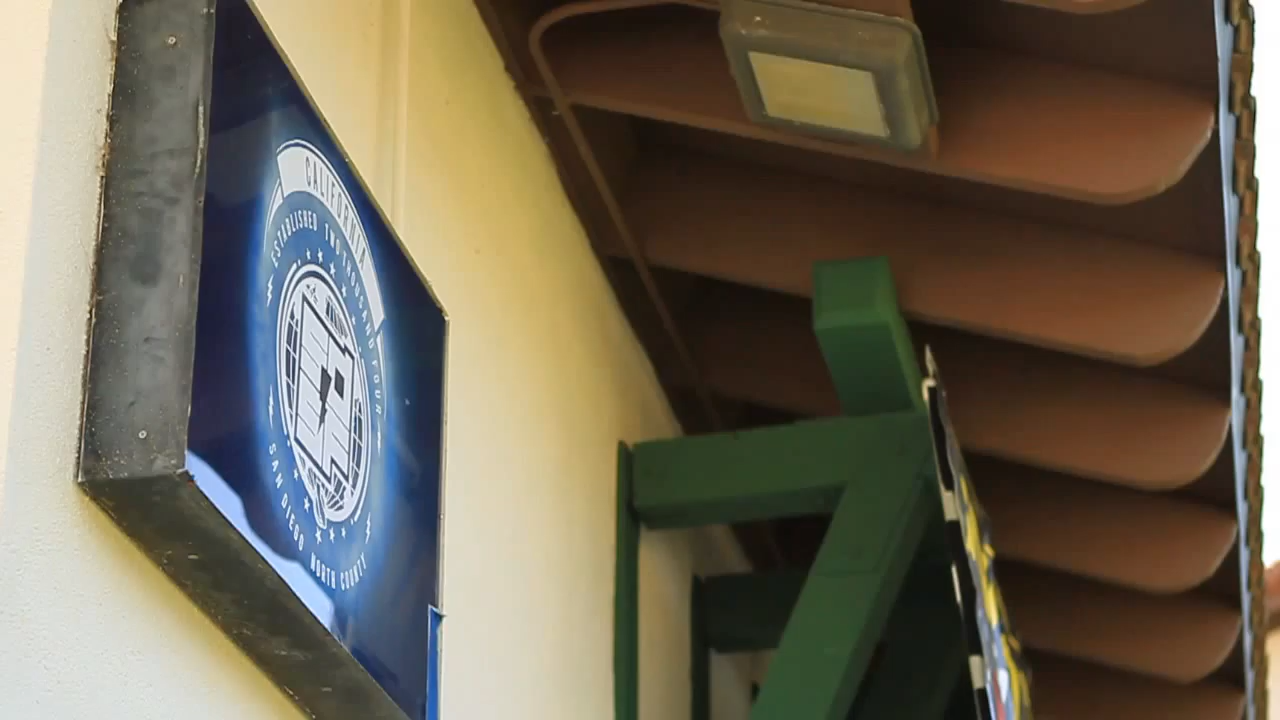 CALIFORNIA
ESTABLISHED TWO THOUSAND FOUR
SAN DIEGO NORTH COUNTY